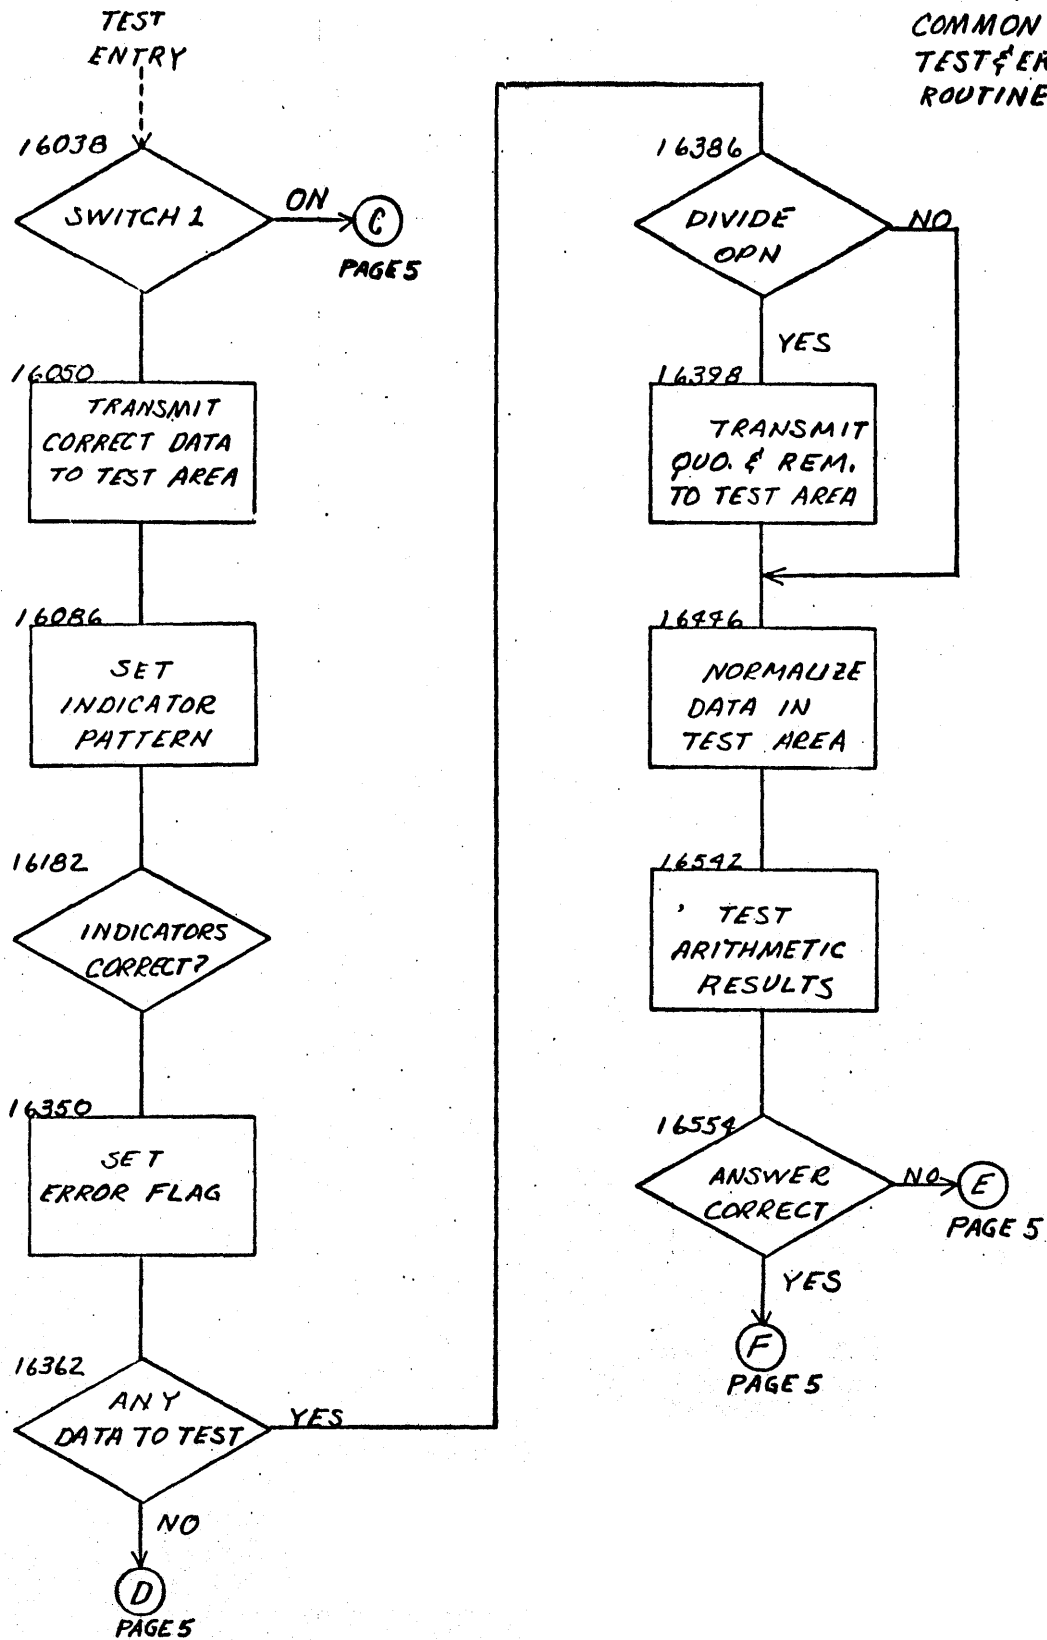 TEST
ENTRY
16038
SWITCH 1
ON
C
PAGE 5
16050
TRANSMIT
CORRECT DATA
TO TEST AREA
16086
SET
INDICATOR
PATTERN
16182
INDICATORS
CORRECT?
16350
SET
ERROR FLAG
16362
ANY
DATA TO TEST
YES
NO
D
PAGE 5
COMMON
TEST & ER
ROUTINE
16386
DIVIDE
OPN
NO
YES
16398
TRANSMIT
QUO. & REM.
TO TEST AREA
16446
NORMALIZE
DATA IN
TEST AREA
16542
TEST
ARITHMETIC
RESULTS
16554
ANSWER
CORRECT
NO
E
PAGE 5
YES
F
PAGE 5